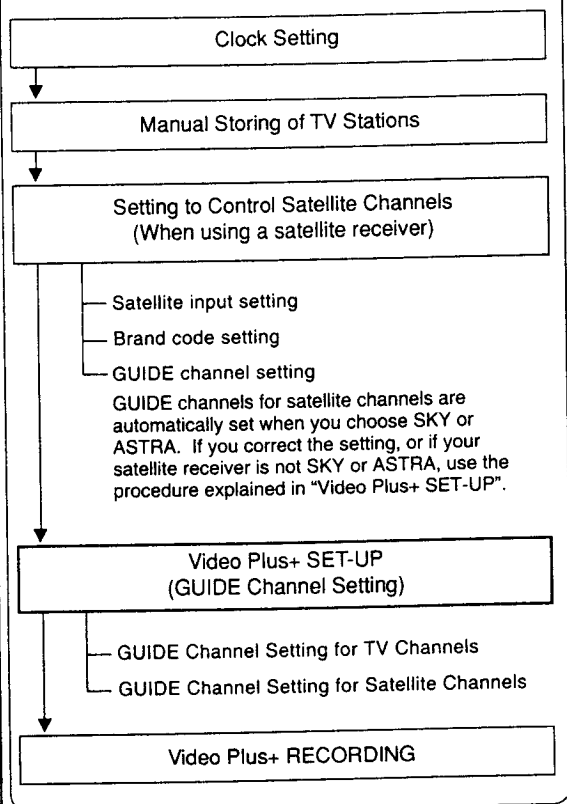 Clock Setting
Manual Storing of TV Stations
Setting to Control Satellite Channels
(When using a satellite receiver)
Satellite input setting
Brand code setting
GUIDE channel setting
GUIDE channels for satellite channels are
automatically set when you choose SKY or
ASTRA. If you correct the setting, or if your
satellite receiver is not SKY or ASTRA, use the
procedure explained in “Video Plus+ SET-UP”.
Video Plus+ SET-UP
(GUIDE Channel Setting)
GUIDE Channel Setting for TV Channels
GUIDE Channel Setting for Satellite Channels
Video Plus+ RECORDING